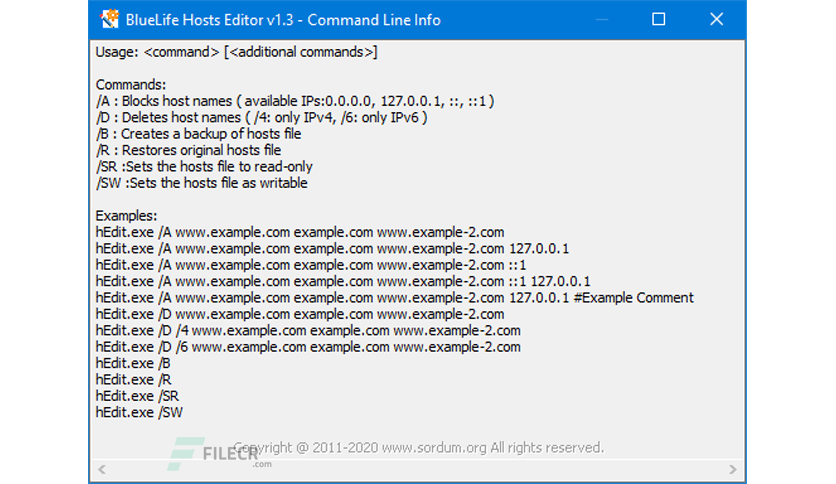 BlueLife Hosts Editor v1.3 - Command Line Info
Usage: <command> [<additional commands>]
Commands:
/A : Blocks host names ( available IPs:0.0.0.0, 127.0.0.1, ::, ::1 )
/D : Deletes host names ( /4: only IPv4, /6: only IPv6 )
/B : Creates a backup of hosts file
/R : Restores original hosts file
/SR :Sets the hosts file to read-only
/SW :Sets the hosts file as writable
Examples:
hEdit.exe /A www.example.com example.com www.example-2.com
hEdit.exe /A www.example.com example.com www.example-2.com 127.0.0.1
hEdit.exe /A www.example.com example.com www.example-2.com ::1
hEdit.exe /A www.example.com example.com www.example-2.com ::1 127.0.0.1
hEdit.exe /A www.example.com example.com www.example-2.com 127.0.0.1 #Example Comment
hEdit.exe /D www.example.com example.com www.example-2.com
hEdit.exe /D /4 www.example.com example.com www.example-2.com
hEdit.exe /D /6 www.example.com example.com www.example-2.com
hEdit.exe /B
hEdit.exe /R
hEdit.exe /SR
hEdit.exe /SW
Copyright @ 2011-2020 www.sordum.org All rights reserved.
FILECR
.com